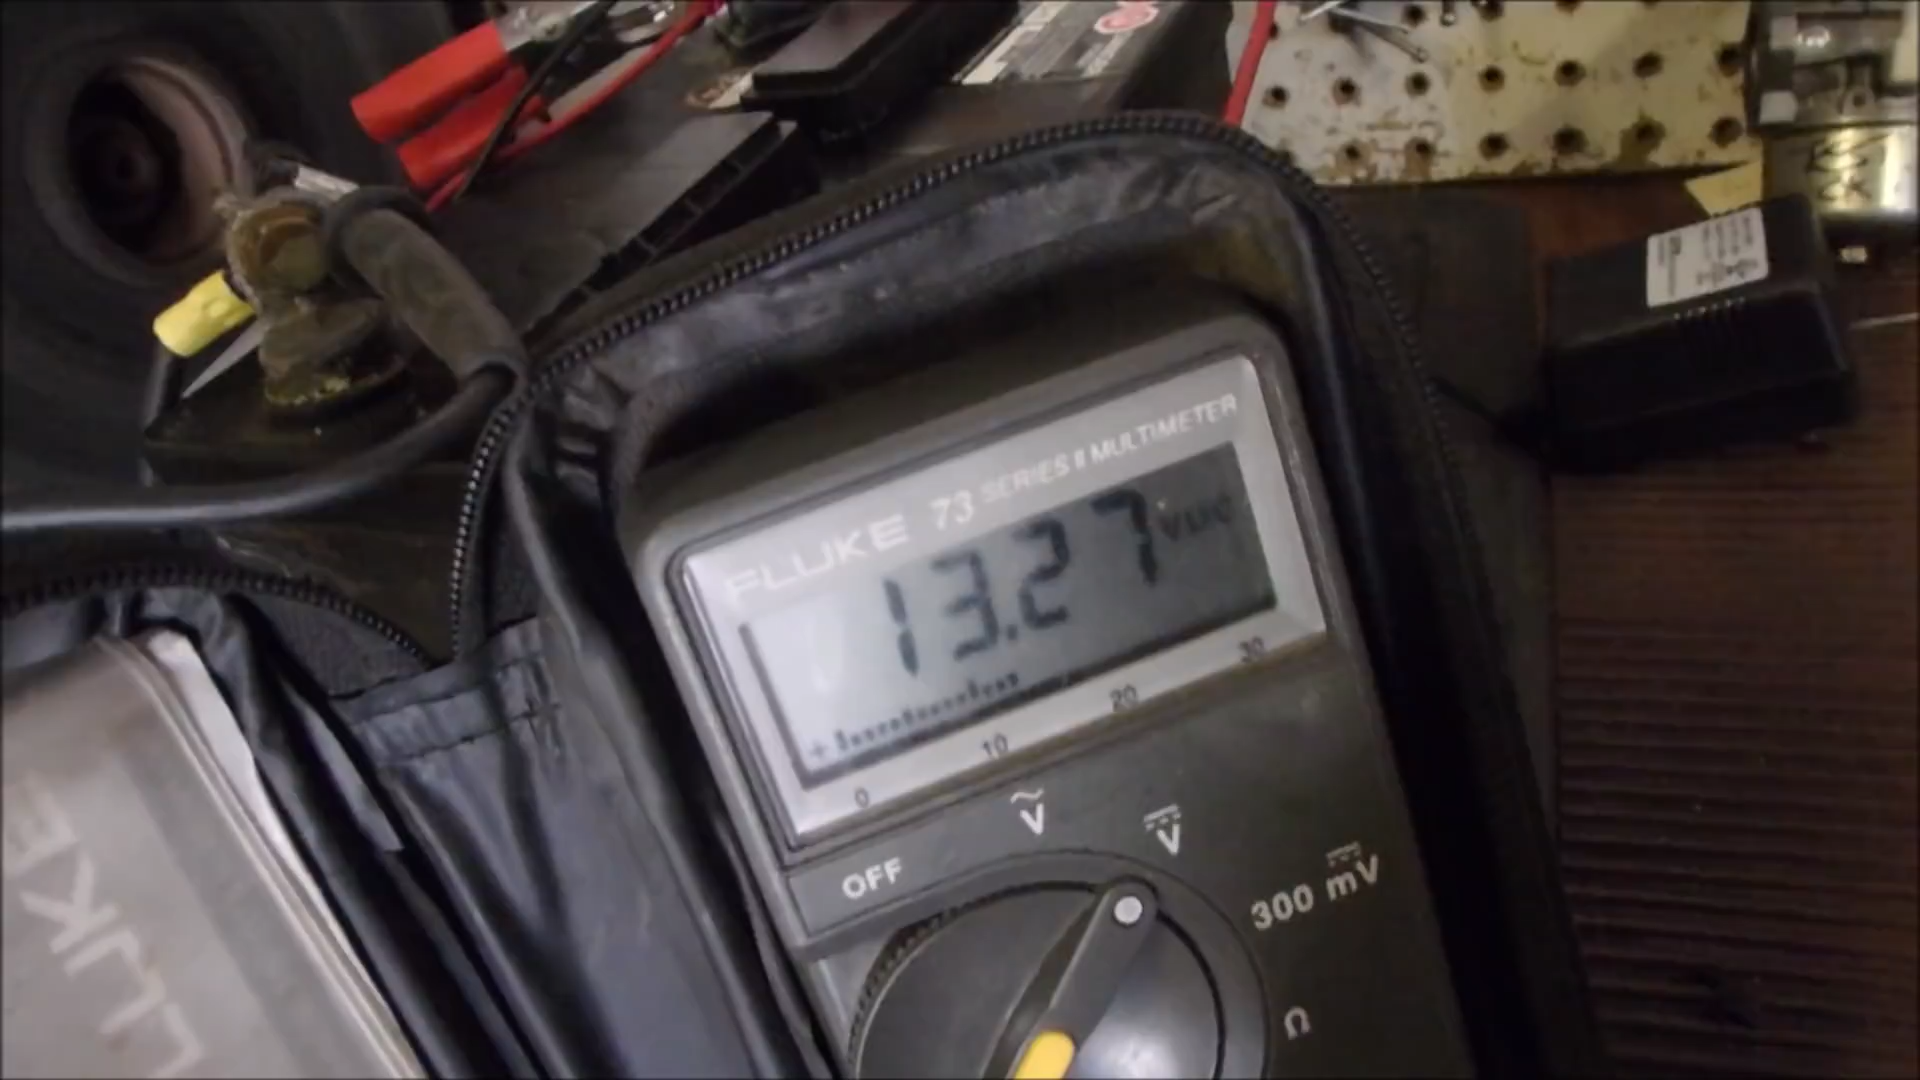 FLUKE 73 SERIES II MULTIMETER
13.27 VDC
+
0 10 20 30
OFF
V
V
300 mV
Ω
FLUKE